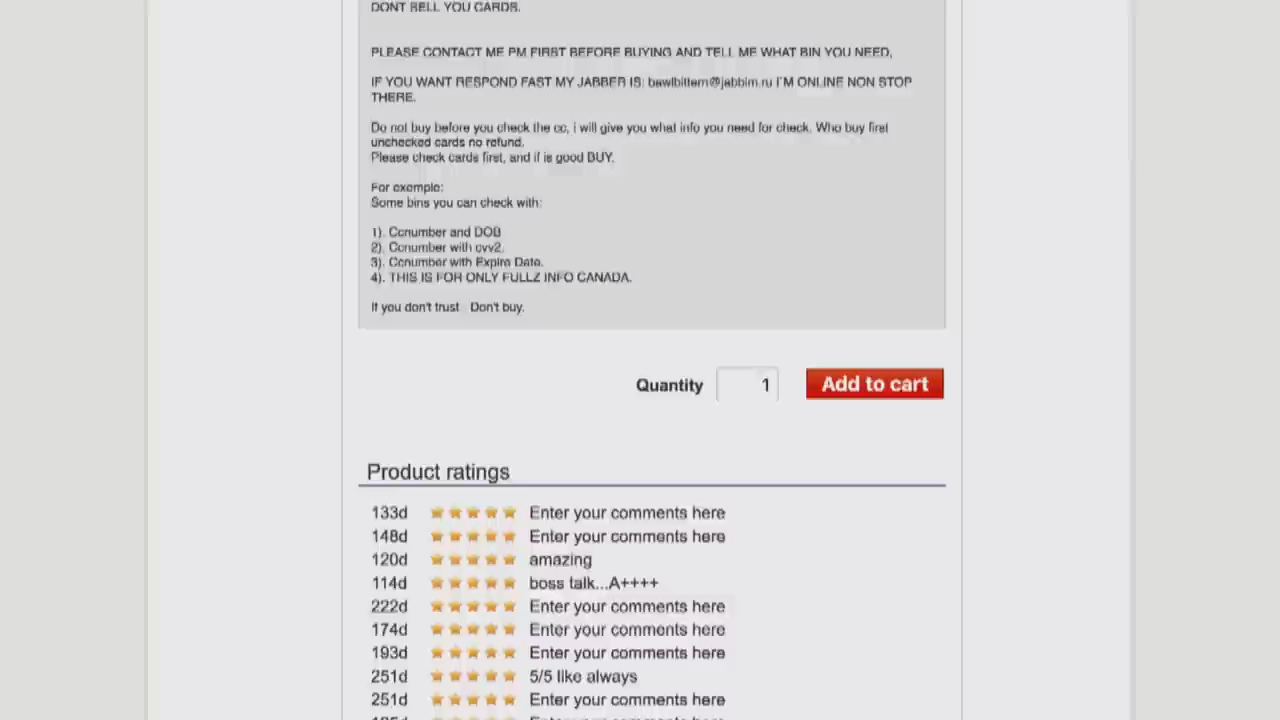 DONT SELL YOU CARDS.
PLEASE CONTACT ME PM FIRST BEFORE BUYING AND TELL ME WHAT BIN YOU NEED,
IF YOU WANT RESPOND FAST MY JABBER IS: bawlbittern@jabbim.ru I'M ONLINE NON STOP
THERE.
Do not buy before you check the cc, i will give you what info you need for check. Who buy first
unchecked cards no refund.
Please check cards first, and if is good BUY.
For example:
Some bins you can check with:
1). Ccnumber and DOB
2). Ccnumber with cvv2.
3). Ccnumber with Expire Date.
4). THIS IS FOR ONLY FULLZ INFO CANADA.
If you don't trust Don't buy.
Quantity 1 Add to cart
Product ratings
133d Enter your comments here
148d Enter your comments here
120d amazing
114d boss talk...A++++
222d Enter your comments here
174d Enter your comments here
193d Enter your comments here
251d 5/5 like always
251d Enter your comments here